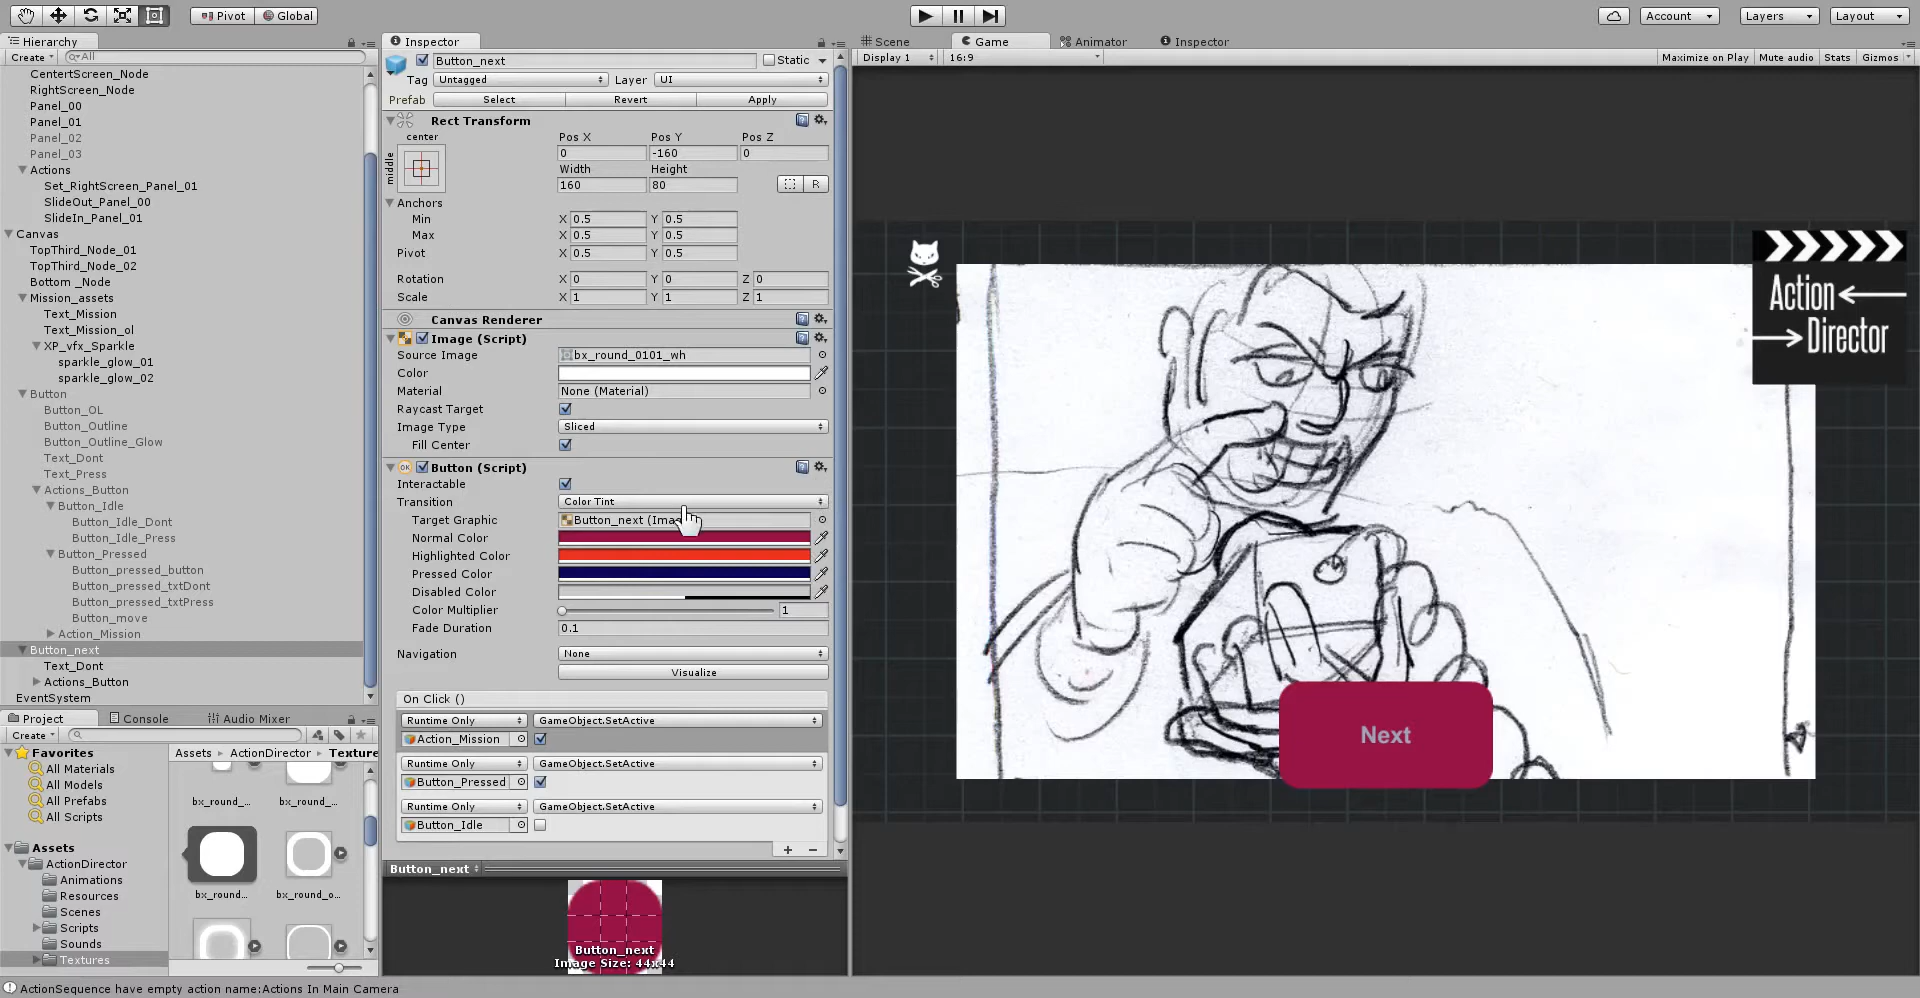 Pivot Global Account Layers Layout
Hierarchy
Create All
CentertScreen_Node
RightScreen_Node
Panel_00
Panel_01
Panel_02
Panel_03
Actions
Set_RightScreen_Panel_01
SlideOut_Panel_00
SlideIn_Panel_01
Canvas
TopThird_Node_01
TopThird_Node_02
Bottom _Node
Mission_assets
Text_Mission
Text_Mission_ol
XP_vfx_Sparkle
sparkle_glow_01
sparkle_glow_02
Button
Button_OL
Button_Outline
Button_Outline_Glow
Text_Dont
Text_Press
Actions_Button
Button_Idle
Button_Idle_Dont
Button_Idle_Press
Button_Pressed
Button_pressed_button
Button_pressed_txtDont
Button_pressed_txtPress
Button_move
Action_Mission
Button_next
Text_Dont
Actions_Button
EventSystem
Project Console Audio Mixer
Create
Favorites
All Materials
All Models
All Prefabs
All Scripts
Assets
ActionDirector
Animations
Resources
Scenes
Scripts
Sounds
Textures
Assets ActionDirector Texture
bx_round_... bx_round_...
bx_round... bx_round_o...
Inspector
Button_next Static
Tag Untagged Layer UI
Prefab Select Revert Apply
Rect Transform
center
middle
Pos X Pos Y Pos Z
0 -160 0
Width Height
160 80 R
Anchors
Min X 0.5 Y 0.5
Max X 0.5 Y 0.5
Pivot X 0.5 Y 0.5
Rotation X 0 Y 0 Z 0
Scale X 1 Y 1 Z 1
Canvas Renderer
Image (Script)
Source Image bx_round_0101_wh
Color
Material None (Material)
Raycast Target
Image Type Sliced
Fill Center
OK Button (Script)
Interactable
Transition Color Tint
Target Graphic Button_next (Ima
Normal Color
Highlighted Color
Pressed Color
Disabled Color
Color Multiplier 1
Fade Duration 0.1
Navigation None
Visualize
On Click ()
Runtime Only GameObject.SetActive
Action_Mission
Runtime Only GameObject.SetActive
Button_Pressed
Runtime Only GameObject.SetActive
Button_Idle
Button_next
Button_next
Image Size: 44x44
Scene Game Animator Inspector
Display 1 16:9 Maximize on Play Mute audio Stats Gizmos
Action
Director
Next
ActionSequence have empty action name:Actions In Main Camera